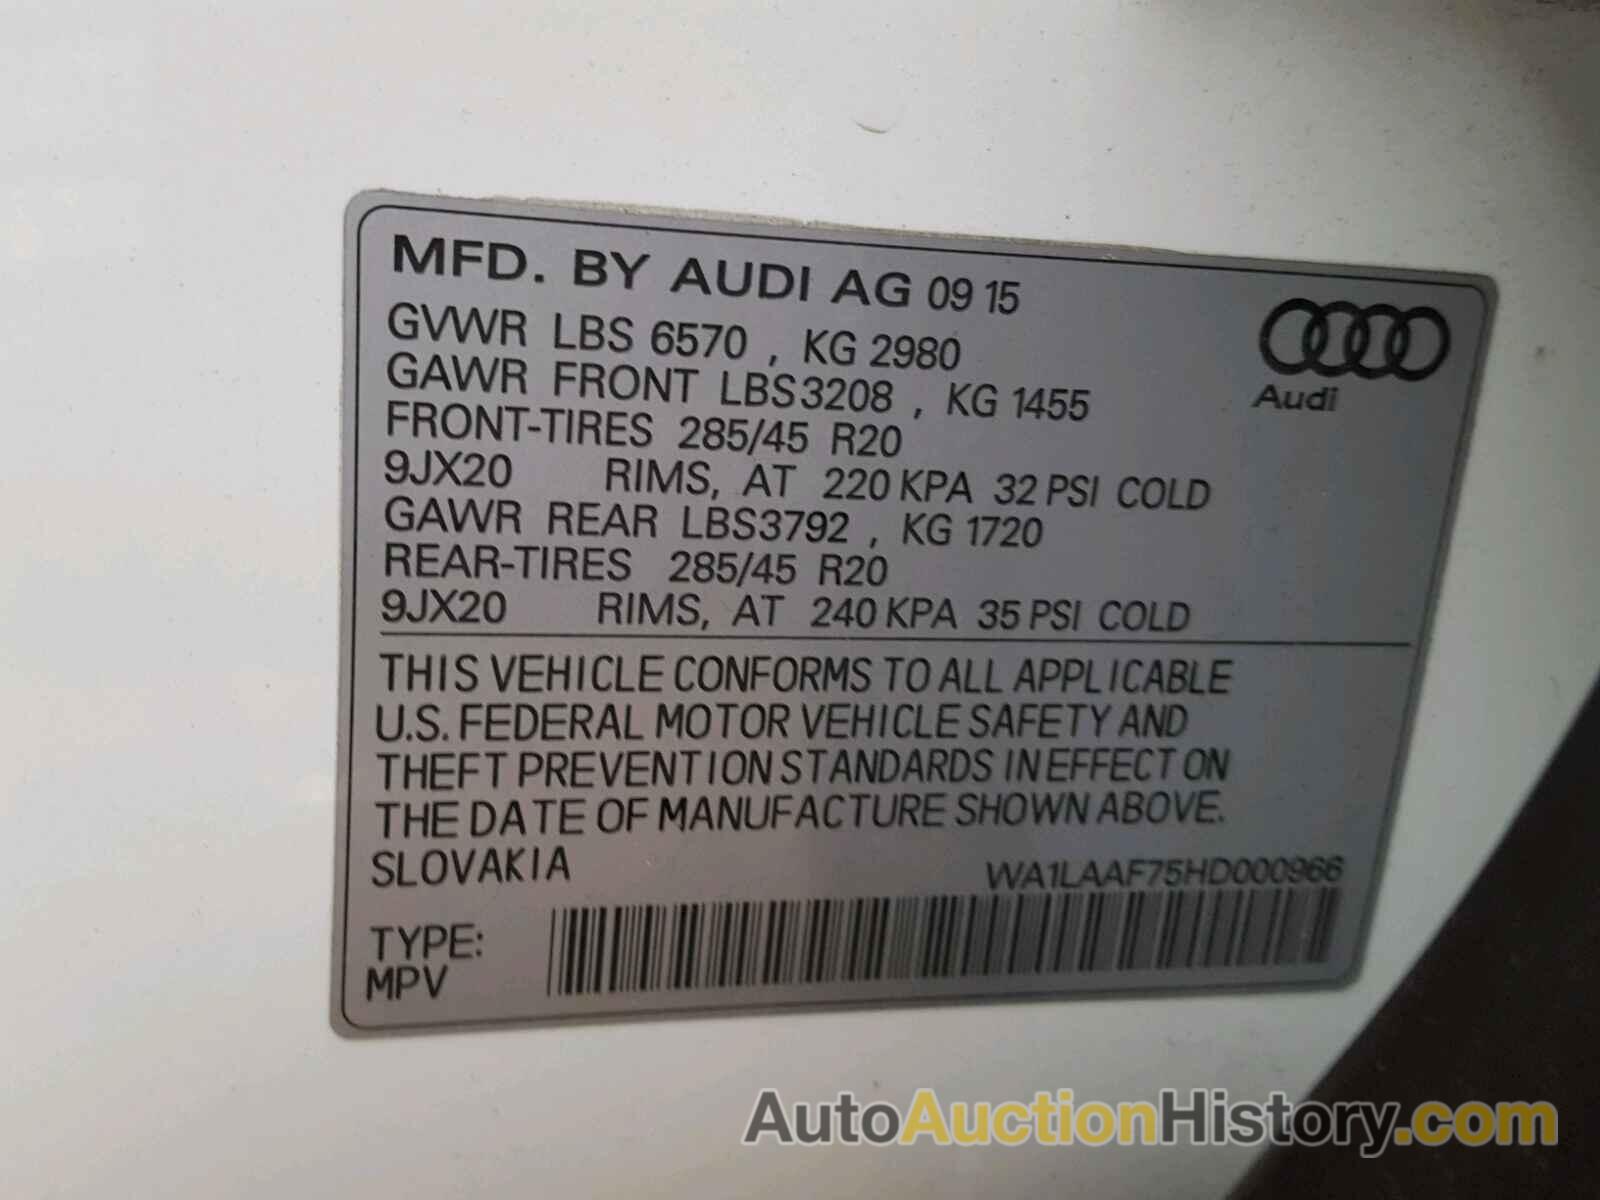 MFD. BY AUDI AG 09 15
GVWR LBS 6570 , KG 2980
GAWR FRONT LBS3208 , KG 1455
FRONT-TIRES 285/45 R20
9JX20 RIMS, AT 220 KPA 32 PSI COLD
GAWR REAR LBS3792 , KG 1720
REAR-TIRES 285/45 R20
9JX20 RIMS, AT 240 KPA 35 PSI COLD
Audi
THIS VEHICLE CONFORMS TO ALL APPLICABLE
U.S. FEDERAL MOTOR VEHICLE SAFETY AND
THEFT PREVENTION STANDARDS IN EFFECT ON
THE DATE OF MANUFACTURE SHOWN ABOVE.
SLOVAKIA WA1LAAF75HD000966
TYPE:
MPV
AutoAuctionHistory.com